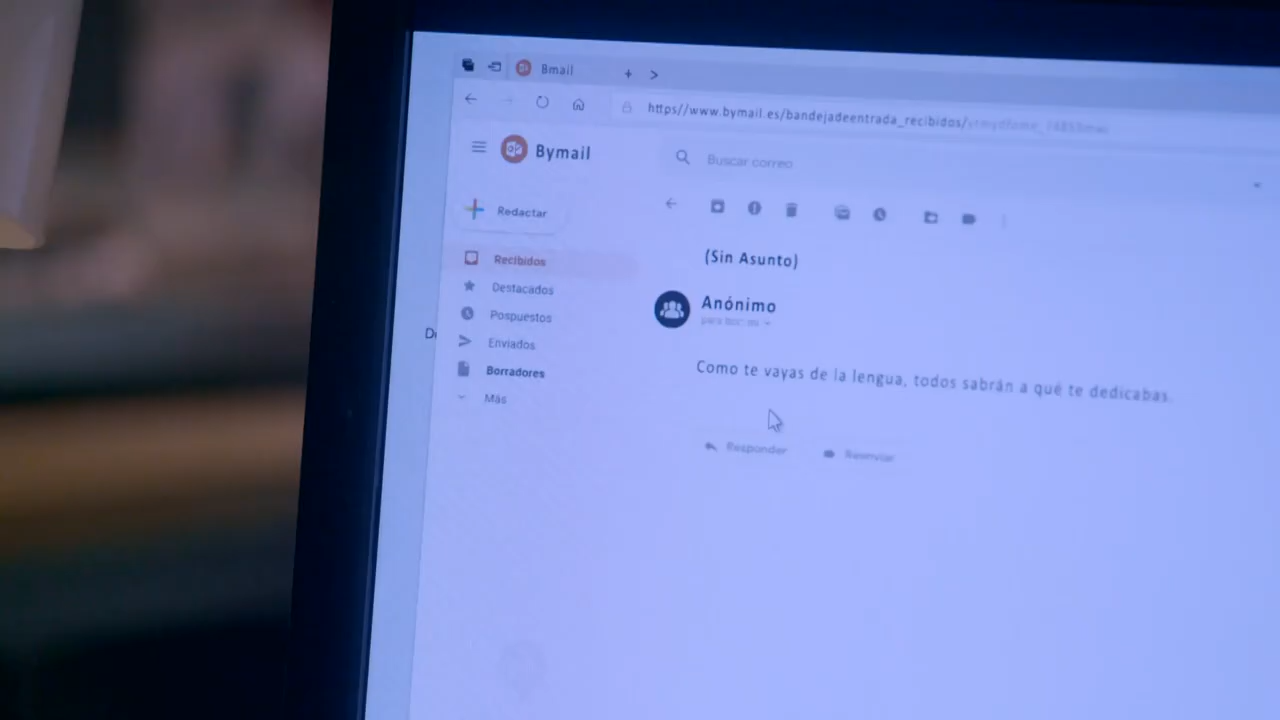 Bmail
https//www.bymail.es/bandejadeentrada_recibidos/
Bymail
Buscar correo
Redactar
(Sin Asunto)
Recibidos
Anónimo
Destacados
Pospuestos
Enviados
Como te vayas de la lengua, todos sabrán a qué te dedicabas.
Borradores
Más
Responder
Reenviar